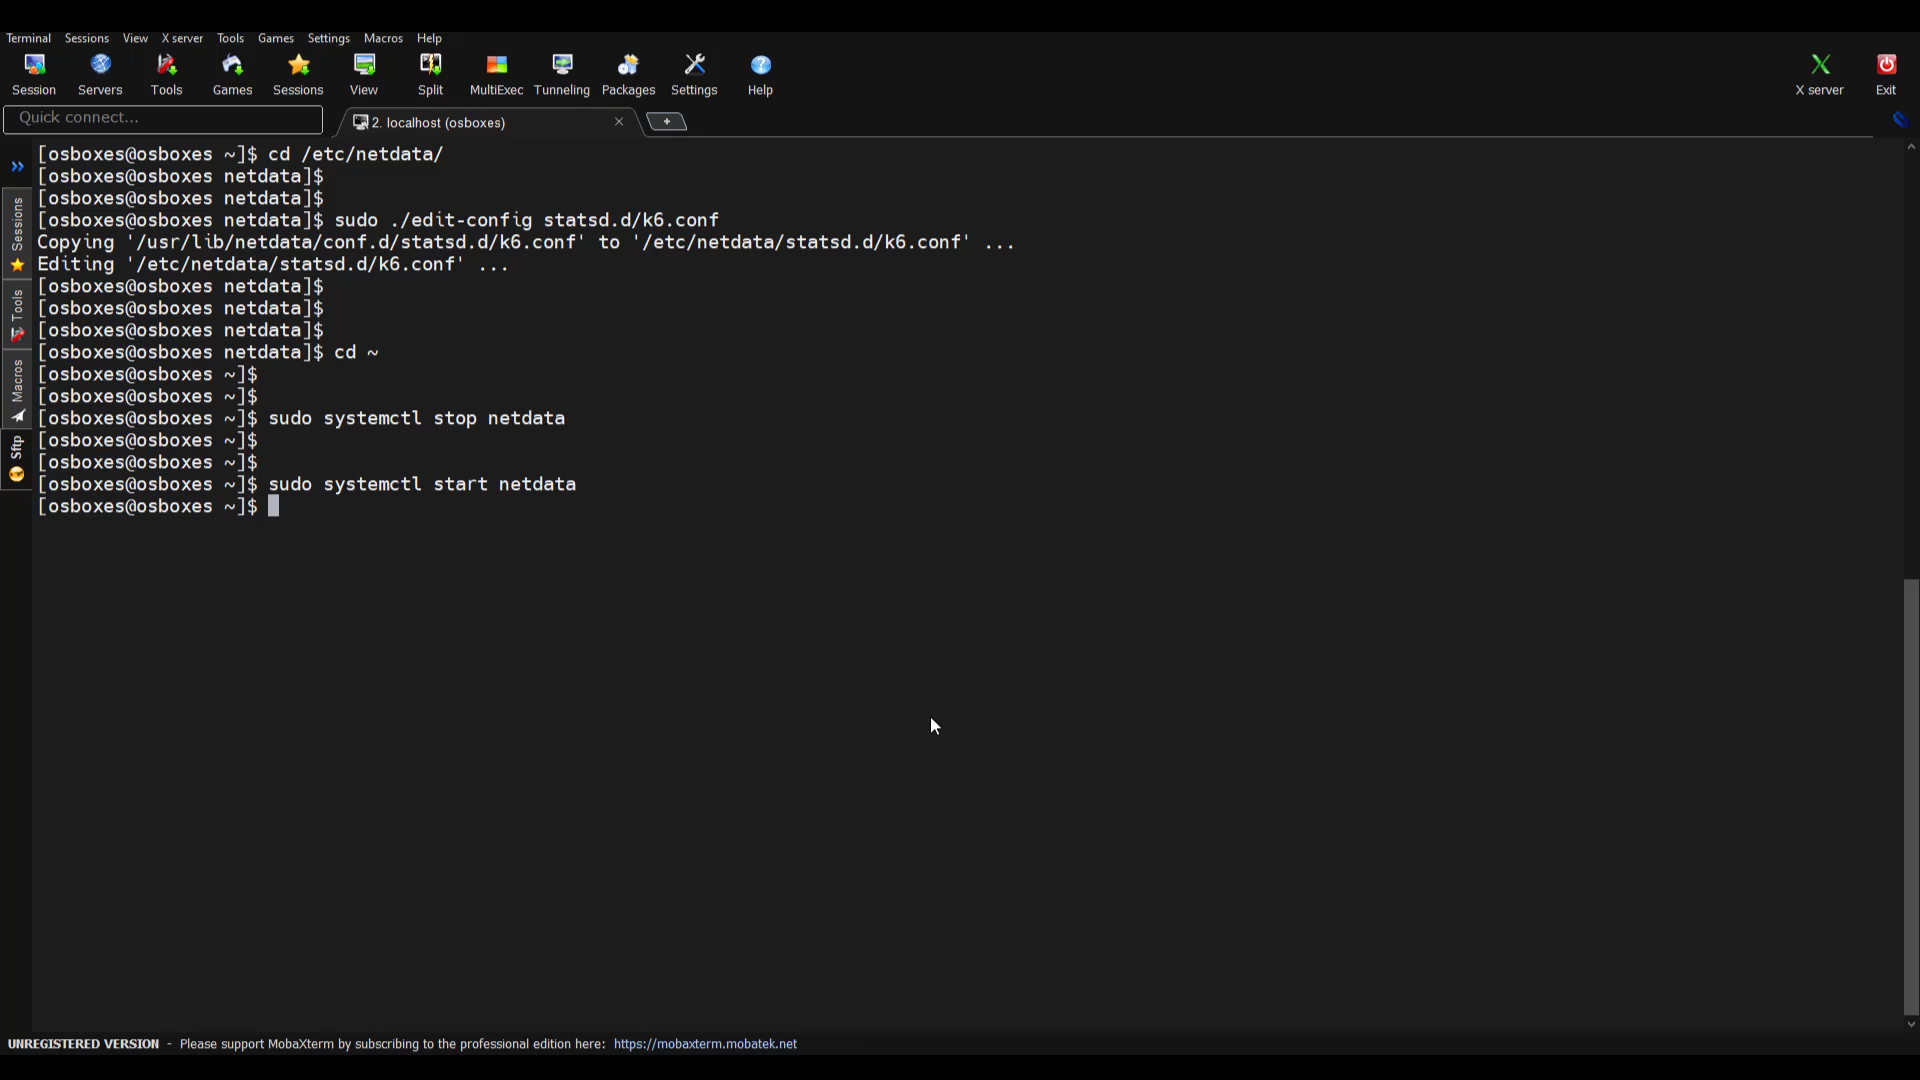 Terminal Sessions View X server Tools Games Settings Macros Help
Session Servers Tools Games Sessions View Split MultiExec Tunneling Packages Settings Help X server Exit
Quick connect...
2. localhost (osboxes)
Sessions
Tools
Macros
Sftp
[osboxes@osboxes ~]$ cd /etc/netdata/
[osboxes@osboxes netdata]$
[osboxes@osboxes netdata]$
[osboxes@osboxes netdata]$ sudo ./edit-config statsd.d/k6.conf
Copying '/usr/lib/netdata/conf.d/statsd.d/k6.conf' to '/etc/netdata/statsd.d/k6.conf' ...
Editing '/etc/netdata/statsd.d/k6.conf' ...
[osboxes@osboxes netdata]$
[osboxes@osboxes netdata]$
[osboxes@osboxes netdata]$
[osboxes@osboxes netdata]$ cd ~
[osboxes@osboxes ~]$
[osboxes@osboxes ~]$
[osboxes@osboxes ~]$ sudo systemctl stop netdata
[osboxes@osboxes ~]$
[osboxes@osboxes ~]$
[osboxes@osboxes ~]$ sudo systemctl start netdata
[osboxes@osboxes ~]$
UNREGISTERED VERSION - Please support MobaXterm by subscribing to the professional edition here: https://mobaxterm.mobatek.net